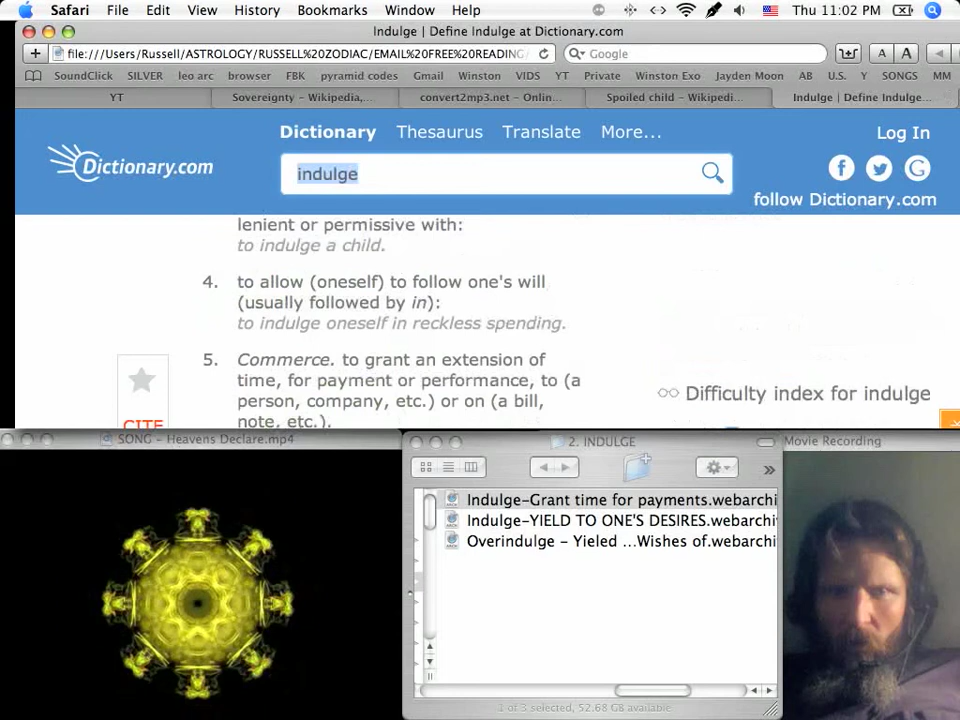 Safari File Edit View History Bookmarks Window Help Thu 11:02 PM
Indulge | Define Indulge at Dictionary.com
file:///Users/Russell/ASTROLOGY/RUSSELL%20ZODIAC/EMAIL%20FREE%20READING/
Google
A A
SoundClick SILVER leo arc browser FBK pyramid codes Gmail Winston VIDS YT Private Winston Exo Jayden Moon AB U.S. Y SONGS MM
YT Sovereignty – Wikipedia,... convert2mp3.net – Onlin... Spoiled child – Wikipedi... Indulge | Define Indulge...
Dictionary Thesaurus Translate More... Log In
Dictionary.com
indulge
follow Dictionary.com
lenient or permissive with:
to indulge a child.
4. to allow (oneself) to follow one's will
(usually followed by in):
to indulge oneself in reckless spending.
5. Commerce. to grant an extension of
time, for payment or performance, to (a
person, company, etc.) or on (a bill,
note, etc.).
CITE
Difficulty index for indulge
SONG – Heavens Declare.mp4
2. INDULGE
Movie Recording
Indulge–Grant time for payments.webarchi
Indulge–YIELD TO ONE'S DESIRES.webarchi
Overindulge – Yieled ...Wishes of.webarchi
1 of 3 selected, 52.68 GB available